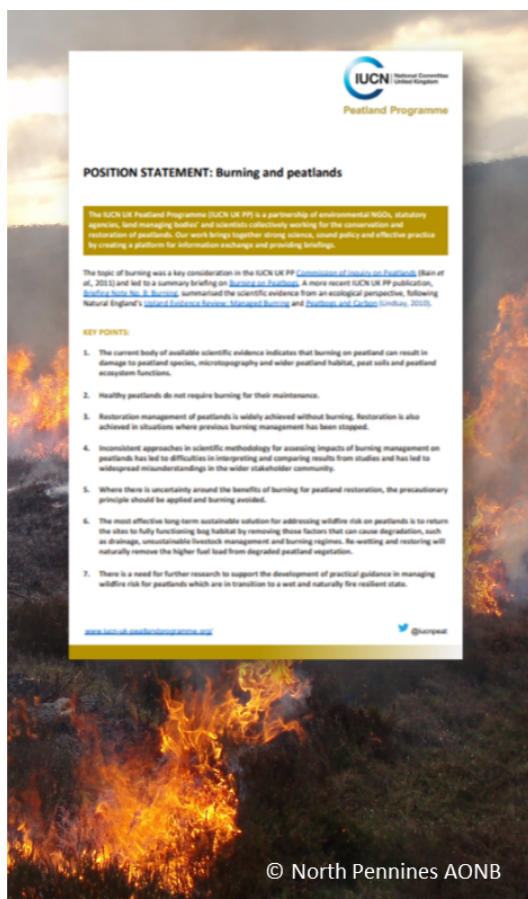 IUCN
National Committee
United Kingdom
Peatland Programme
POSITION STATEMENT: Burning and peatlands
The IUCN UK Peatland Programme (IUCN UK PP) is a partnership of environmental NGOs, statutory
agencies, land managing bodies' and scientists collectively working for the conservation and
restoration of peatlands. Our work brings together strong science, sound policy and effective practice
by creating a platform for information exchange and providing briefings.
The topic of burning was a key consideration in the IUCN UK PP Commission of Inquiry on Peatlands (Bain et
al., 2011) and led to a summary briefing on Burning on Peatbogs. A more recent IUCN UK PP publication,
Briefing Note No. 8: Burning, summarised the scientific evidence from an ecological perspective, following
Natural England's Upland Evidence Review: Managed Burning and Peatbogs and Carbon (Lindsay, 2010).
KEY POINTS:
1. The current body of available scientific evidence indicates that burning on peatland can result in
damage to peatland species, microtopography and wider peatland habitat, peat soils and peatland
ecosystem functions.
2. Healthy peatlands do not require burning for their maintenance.
3. Restoration management of peatlands is widely achieved without burning. Restoration is also
achieved in situations where previous burning management has been stopped.
4. Inconsistent approaches in scientific methodology for assessing impacts of burning management on
peatlands has led to difficulties in interpreting and comparing results from studies and has led to
widespread misunderstandings in the wider stakeholder community.
5. Where there is uncertainty around the benefits of burning for peatland restoration, the precautionary
principle should be applied and burning avoided.
6. The most effective long-term sustainable solution for addressing wildfire risk on peatlands is to return
the sites to fully functioning bog habitat by removing those factors that can cause degradation, such
as drainage, unsustainable livestock management and burning regimes. Re-wetting and restoring will
naturally remove the higher fuel load from degraded peatland vegetation.
7. There is a need for further research to support the development of practical guidance in managing
wildfire risk for peatlands which are in transition to a wet and naturally fire resilient state.
www.iucn-uk-peatlandprogramme.org/
@iucnpeat
© North Pennines AONB